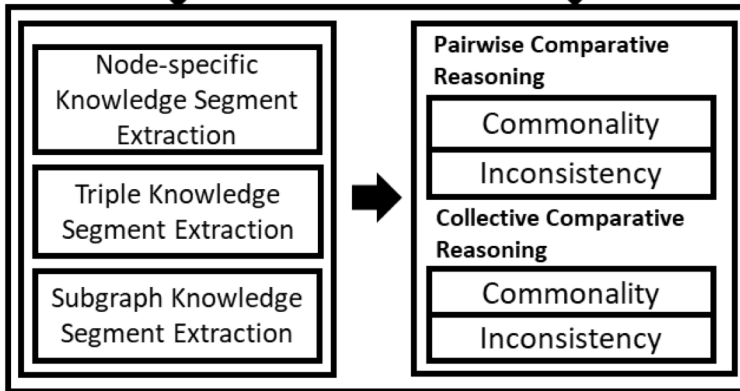 Node-specific
Knowledge Segment
Extraction
Triple Knowledge
Segment Extraction
Subgraph Knowledge
Segment Extraction
Pairwise Comparative
Reasoning
Commonality
Inconsistency
Collective Comparative
Reasoning
Commonality
Inconsistency